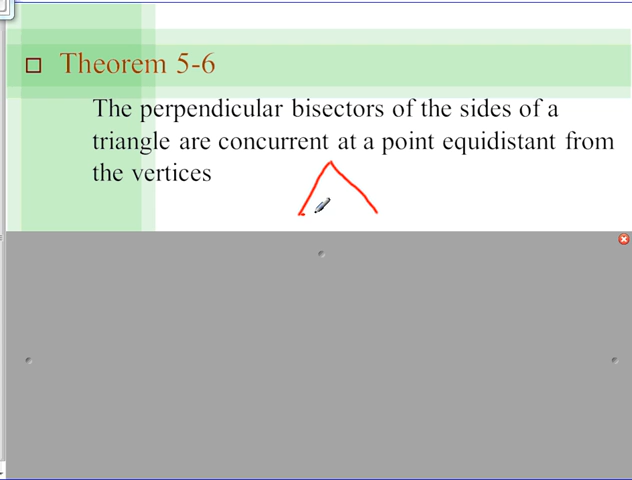 Theorem 5-6
The perpendicular bisectors of the sides of a
triangle are concurrent at a point equidistant from
the vertices